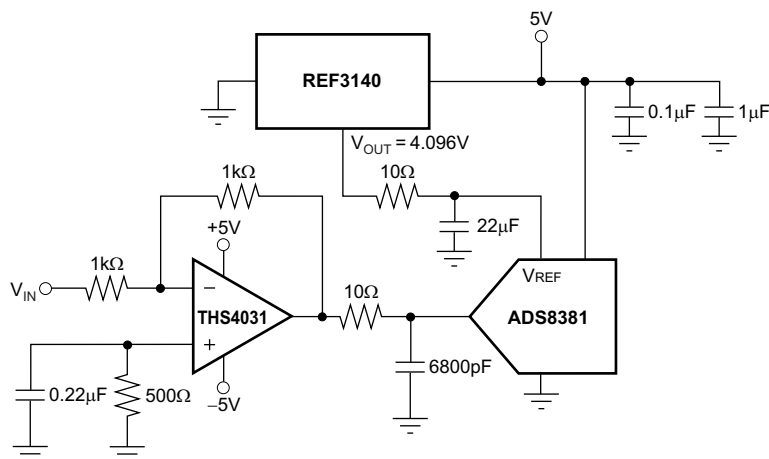 5V
REF3140
0.1μF
1μF
V_OUT = 4.096V
1kΩ
10Ω
+5V
22μF
1kΩ
V_REF
V_IN
−
THS4031
10Ω
ADS8381
+
6800pF
0.22μF
500Ω
−5V